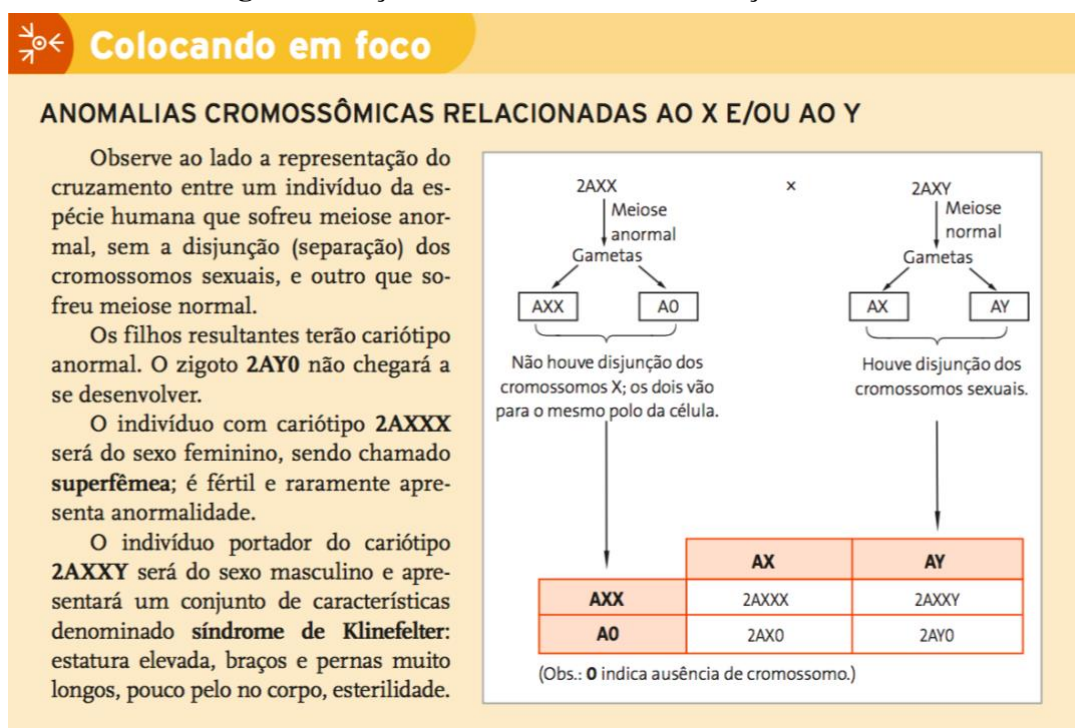 Colocando em foco
ANOMALIAS CROMOSSÔMICAS RELACIONADAS AO X E/OU AO Y
Observe ao lado a representação do
cruzamento entre um indivíduo da es-
pécie humana que sofreu meiose anor-
mal, sem a disjunção (separação) dos
cromossomos sexuais, e outro que so-
freu meiose normal.
Os filhos resultantes terão cariótipo
anormal. O zigoto 2AY0 não chegará a
se desenvolver.
O indivíduo com cariótipo 2AXXX
será do sexo feminino, sendo chamado
superfêmea; é fértil e raramente apre-
senta anormalidade.
O indivíduo portador do cariótipo
2AXXY será do sexo masculino e apre-
sentará um conjunto de características
denominado síndrome de Klinefelter:
estatura elevada, braços e pernas muito
longos, pouco pelo no corpo, esterilidade.
2AXX x 2AXY
Meiose
anormal
Meiose
normal
Gametas
Gametas
AXX A0
AX AY
Não houve disjunção dos
cromossomos X; os dois vão
para o mesmo polo da célula.
Houve disjunção dos
cromossomos sexuais.
AX AY
AXX 2AXXX 2AXXY
A0 2AX0 2AY0
(Obs.: 0 indica ausência de cromossomo.)